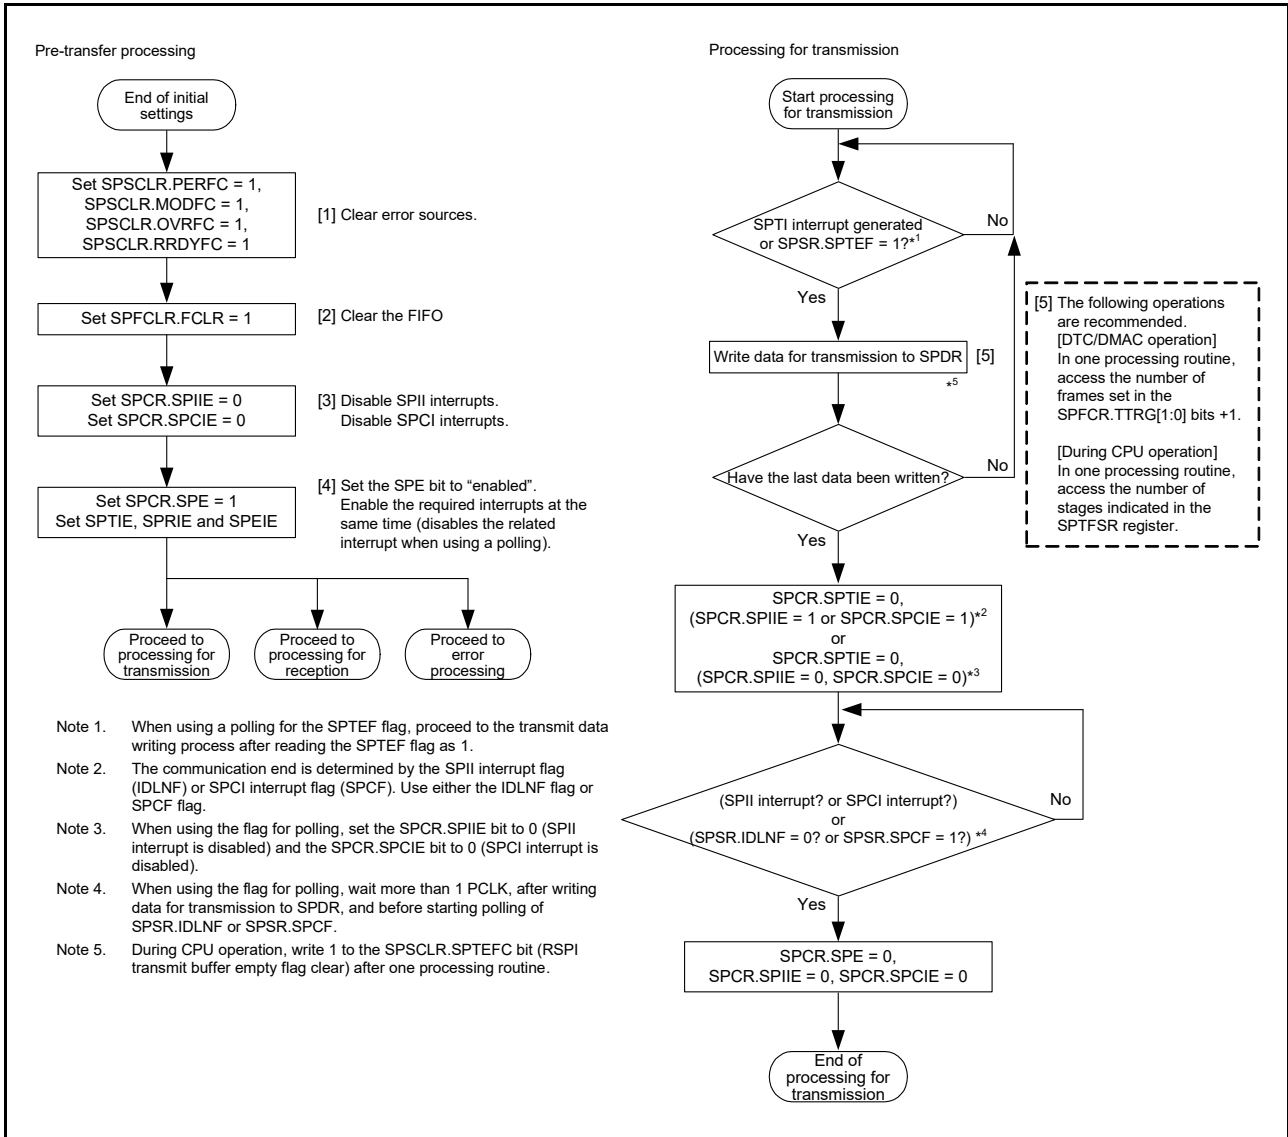 Pre-transfer processing
End of initial
settings
Set SPSCLR.PERFC = 1,
SPSCLR.MODFC = 1,
SPSCLR.OVRFC = 1,
SPSCLR.RRDYFC = 1
[1] Clear error sources.
Set SPFCLR.FCLR = 1
[2] Clear the FIFO
Set SPCR.SPIIE = 0
Set SPCR.SPCIE = 0
[3] Disable SPII interrupts.
Disable SPCI interrupts.
Set SPCR.SPE = 1
Set SPTIE, SPRIE and SPEIE
[4] Set the SPE bit to “enabled”.
Enable the required interrupts at the
same time (disables the related
interrupt when using a polling).
Proceed to
processing for
transmission
Proceed to
processing for
reception
Proceed to
error
processing
Note 1. When using a polling for the SPTEF flag, proceed to the transmit data
writing process after reading the SPTEF flag as 1.
Note 2. The communication end is determined by the SPII interrupt flag
(IDLNF) or SPCI interrupt flag (SPCF). Use either the IDLNF flag or
SPCF flag.
Note 3. When using the flag for polling, set the SPCR.SPIIE bit to 0 (SPII
interrupt is disabled) and the SPCR.SPCIE bit to 0 (SPCI interrupt is
disabled).
Note 4. When using the flag for polling, wait more than 1 PCLK, after writing
data for transmission to SPDR, and before starting polling of
SPSR.IDLNF or SPSR.SPCF.
Note 5. During CPU operation, write 1 to the SPSCLR.SPTEFC bit (RSPI
transmit buffer empty flag clear) after one processing routine.
Processing for transmission
Start processing
for transmission
SPTI interrupt generated
or SPSR.SPTEF = 1?*1
No
Yes
Write data for transmission to SPDR
[5]
*5
Have the last data been written?
No
Yes
SPCR.SPTIE = 0,
(SPCR.SPIIE = 1 or SPCR.SPCIE = 1)*2
or
SPCR.SPTIE = 0,
(SPCR.SPIIE = 0, SPCR.SPCIE = 0)*3
(SPII interrupt? or SPCI interrupt?)
or
(SPSR.IDLNF = 0? or SPSR.SPCF = 1?) *4
No
Yes
SPCR.SPE = 0,
SPCR.SPIIE = 0, SPCR.SPCIE = 0
End of
processing for
transmission
[5] The following operations
are recommended.
[DTC/DMAC operation]
In one processing routine,
access the number of
frames set in the
SPFCR.TTRG[1:0] bits +1.
[During CPU operation]
In one processing routine,
access the number of
stages indicated in the
SPTFSR register.